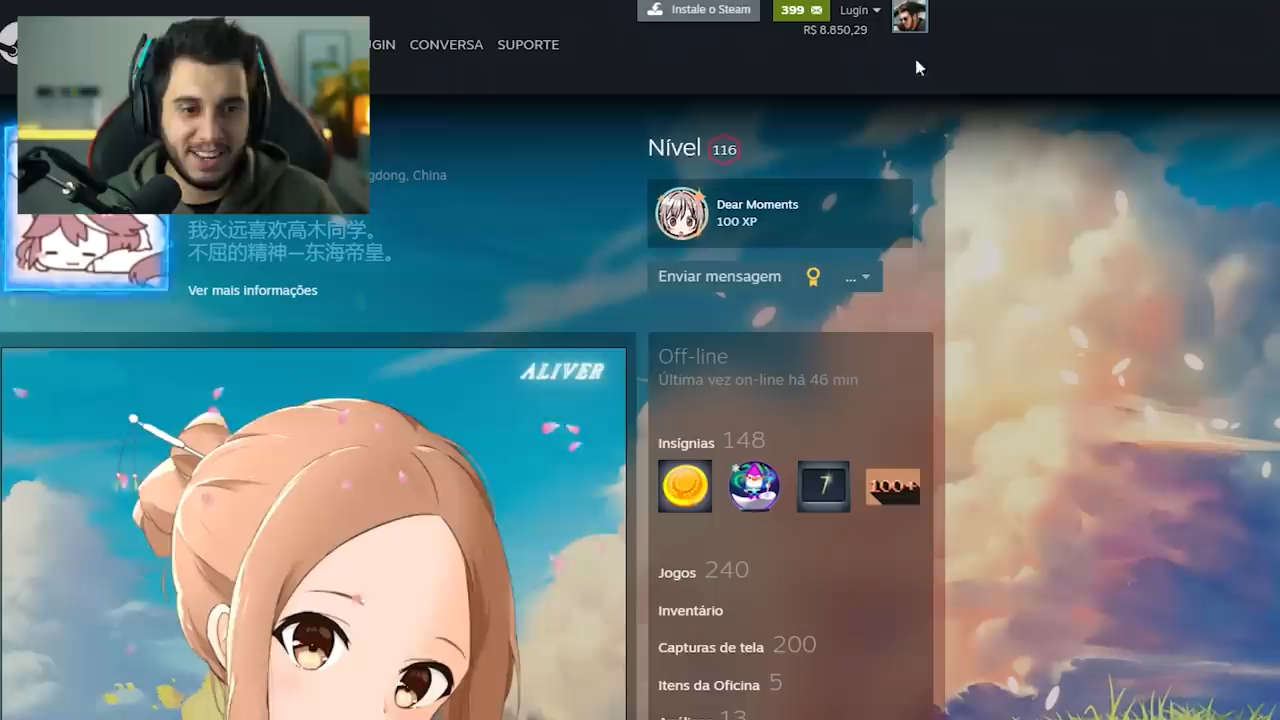 Instale o Steam
399
Lugin
R$ 8.850,29
GIN CONVERSA SUPORTE
Nível 116
gdong, China
Dear Moments
100 XP
我永远喜欢高木同学。
不屈的精神—东海帝皇。
Enviar mensagem ...
Ver mais informações
ALIVER
Off-line
Última vez on-line há 46 min
Insígnias 148
7
100+
Jogos 240
Inventário
Capturas de tela 200
Itens da Oficina 5
Análises 13